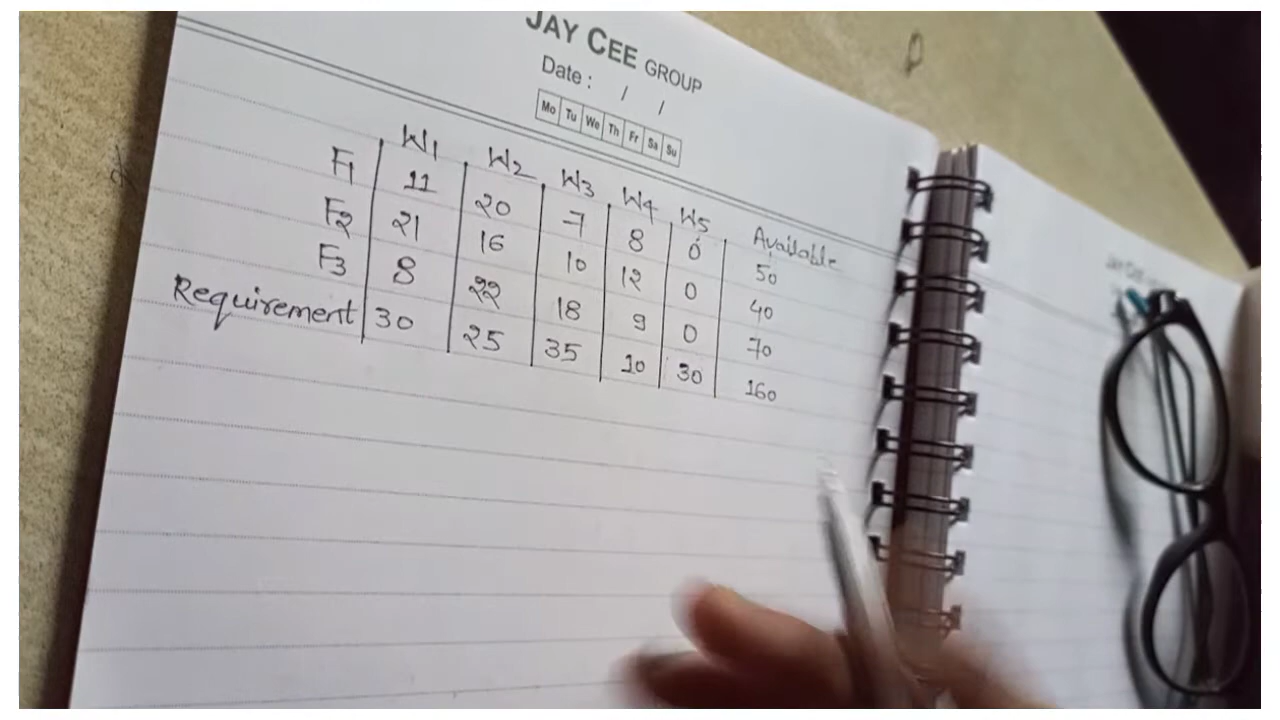 JAY CEE GROUP
Date : / /
Mo Tu We Th Fr Sa Su
W1 W2 W3 W4 W5 Available
F1 11 20 7 8 0 50
F2 21 16 10 12 0 40
F3 8 22 18 9 0 70
Requirement 30 25 35 10 30 160
JAY CEE